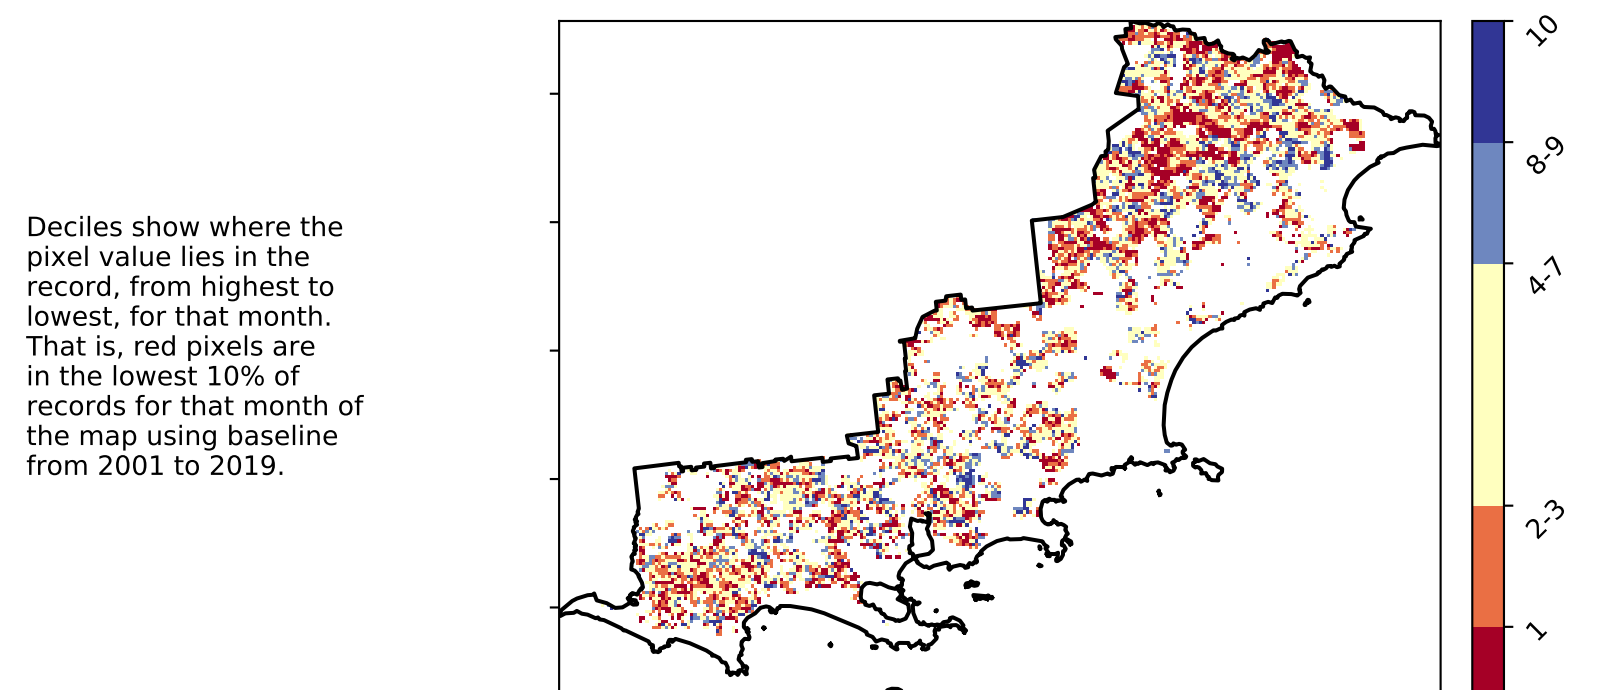 Deciles show where the
pixel value lies in the
record, from highest to
lowest, for that month.
That is, red pixels are
in the lowest 10% of
records for that month of
the map using baseline
from 2001 to 2019.
10
8-9
4-7
2-3
1